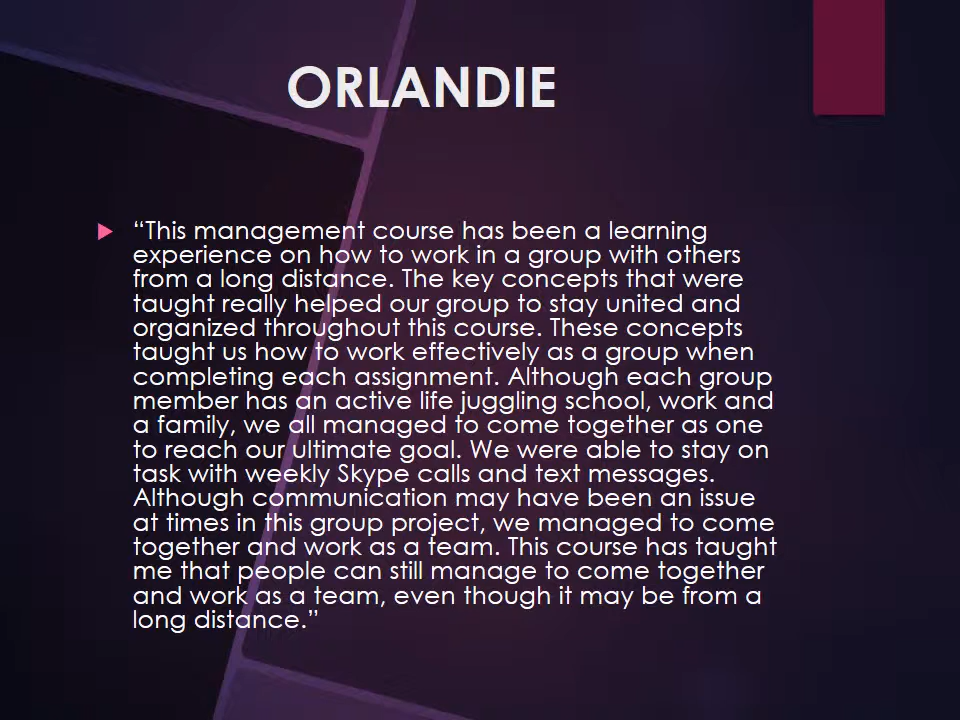 ORLANDIE
“This management course has been a learning
experience on how to work in a group with others
from a long distance. The key concepts that were
taught really helped our group to stay united and
organized throughout this course. These concepts
taught us how to work effectively as a group when
completing each assignment. Although each group
member has an active life juggling school, work and
a family, we all managed to come together as one
to reach our ultimate goal. We were able to stay on
task with weekly Skype calls and text messages.
Although communication may have been an issue
at times in this group project, we managed to come
together and work as a team. This course has taught
me that people can still manage to come together
and work as a team, even though it may be from a
long distance.”